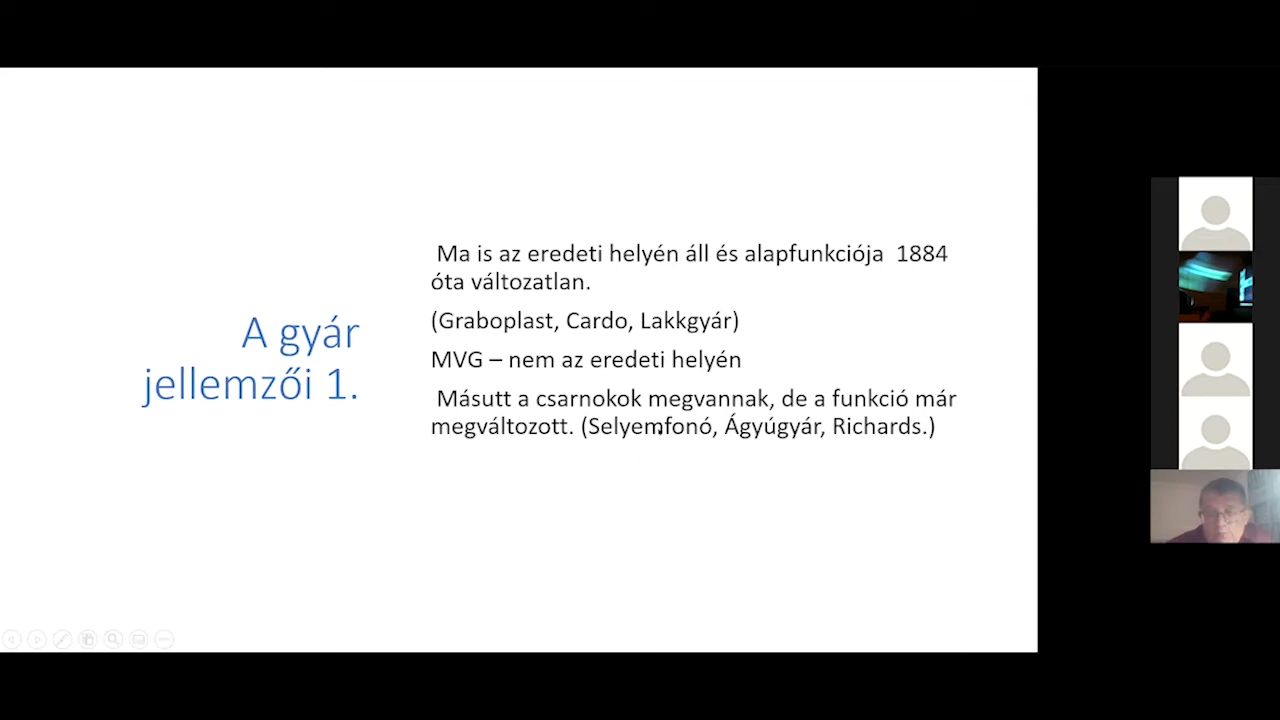 A gyár
jellemzői 1.
Ma is az eredeti helyén áll és alapfunkciója 1884
óta változatlan.
(Graboplast, Cardo, Lakkgyár)
MVG – nem az eredeti helyén
Másutt a csarnokok megvannak, de a funkció már
megváltozott. (Selyemfonó, Ágyúgyár, Richards.)